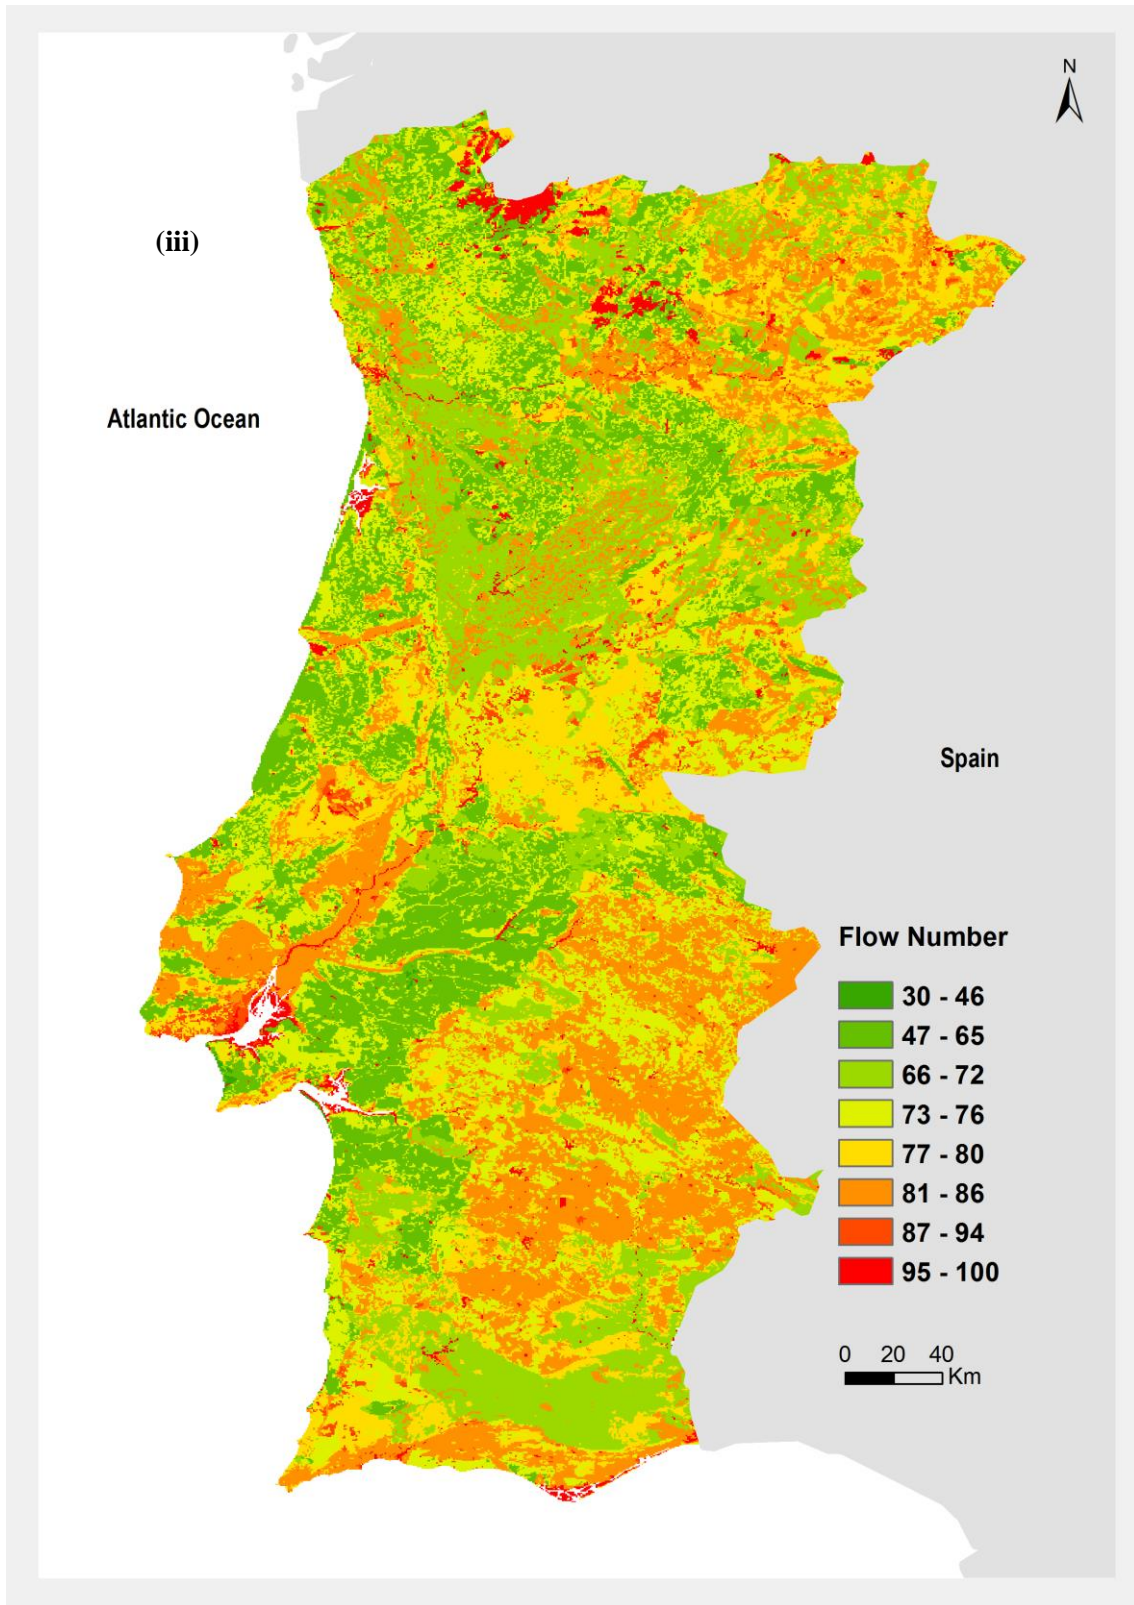 N
(iii)
Atlantic Ocean
Spain
Flow Number
30 - 46
47 - 65
66 - 72
73 - 76
77 - 80
81 - 86
87 - 94
95 - 100
0 20 40
Km